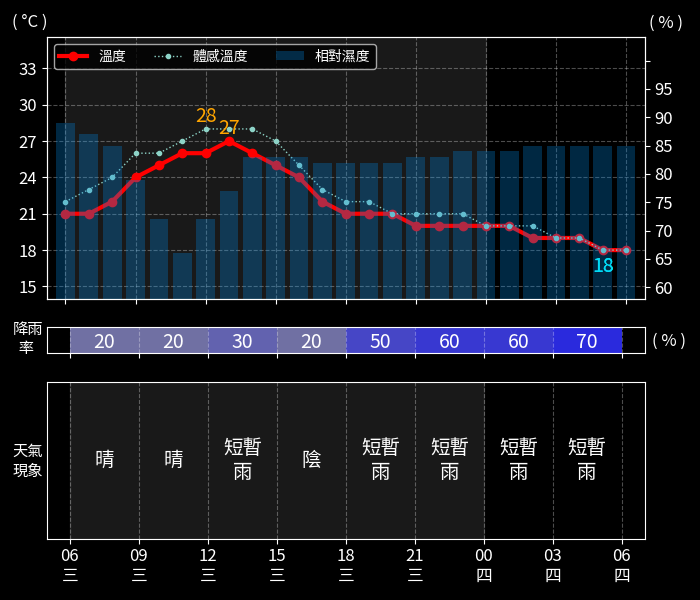 ( °C )
( % )
溫度
體感溫度
相對濕度
33
30
27
24
21
18
15
95
90
85
80
75
70
65
60
28
27
18
降雨
率
20
20
30
20
50
60
60
70
( % )
天氣
現象
晴
晴
短暫
雨
陰
短暫
雨
短暫
雨
短暫
雨
短暫
雨
06
三
09
三
12
三
15
三
18
三
21
三
00
四
03
四
06
四